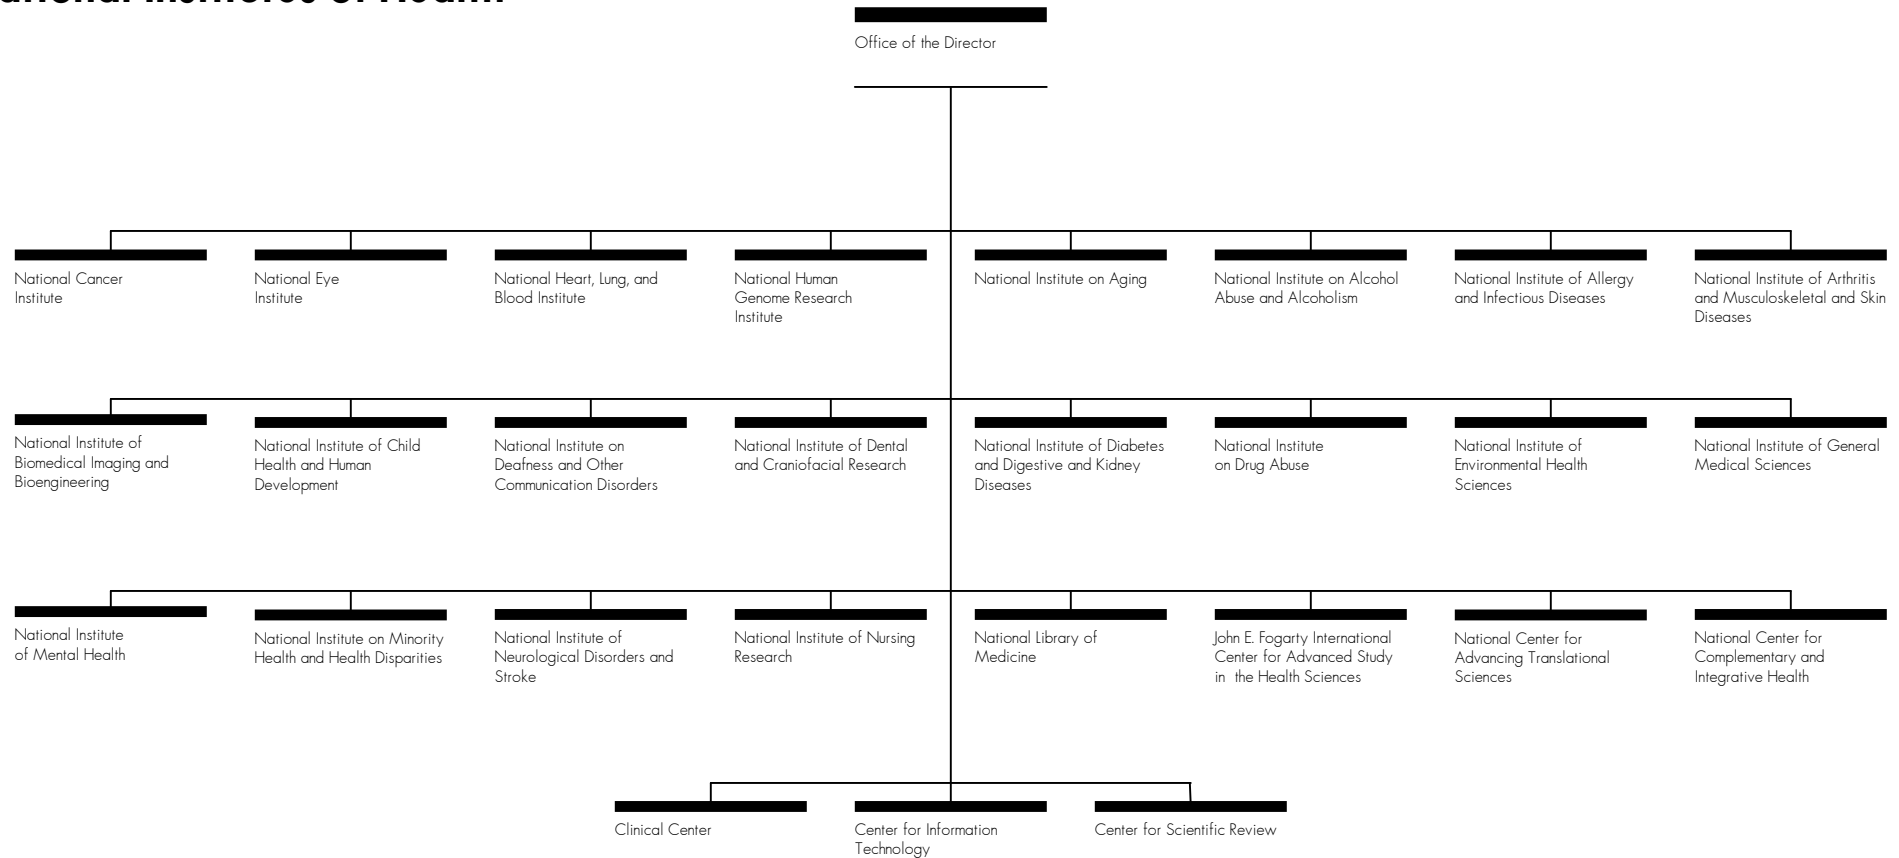 National Institutes of Health
Office of the Director
National Cancer
Institute
National Eye
Institute
National Heart, Lung, and
Blood Institute
National Human
Genome Research
Institute
National Institute on Aging
National Institute on Alcohol
Abuse and Alcoholism
National Institute of Allergy
and Infectious Diseases
National Institute of Arthritis
and Musculoskeletal and Skin
Diseases
National Institute of
Biomedical Imaging and
Bioengineering
National Institute of Child
Health and Human
Development
National Institute on
Deafness and Other
Communication Disorders
National Institute of Dental
and Craniofacial Research
National Institute of Diabetes
and Digestive and Kidney
Diseases
National Institute
on Drug Abuse
National Institute of
Environmental Health
Sciences
National Institute of General
Medical Sciences
National Institute
of Mental Health
National Institute on Minority
Health and Health Disparities
National Institute of
Neurological Disorders and
Stroke
National Institute of Nursing
Research
National Library of
Medicine
John E. Fogarty International
Center for Advanced Study
in the Health Sciences
National Center for
Advancing Translational
Sciences
National Center for
Complementary and
Integrative Health
Clinical Center
Center for Information
Technology
Center for Scientific Review